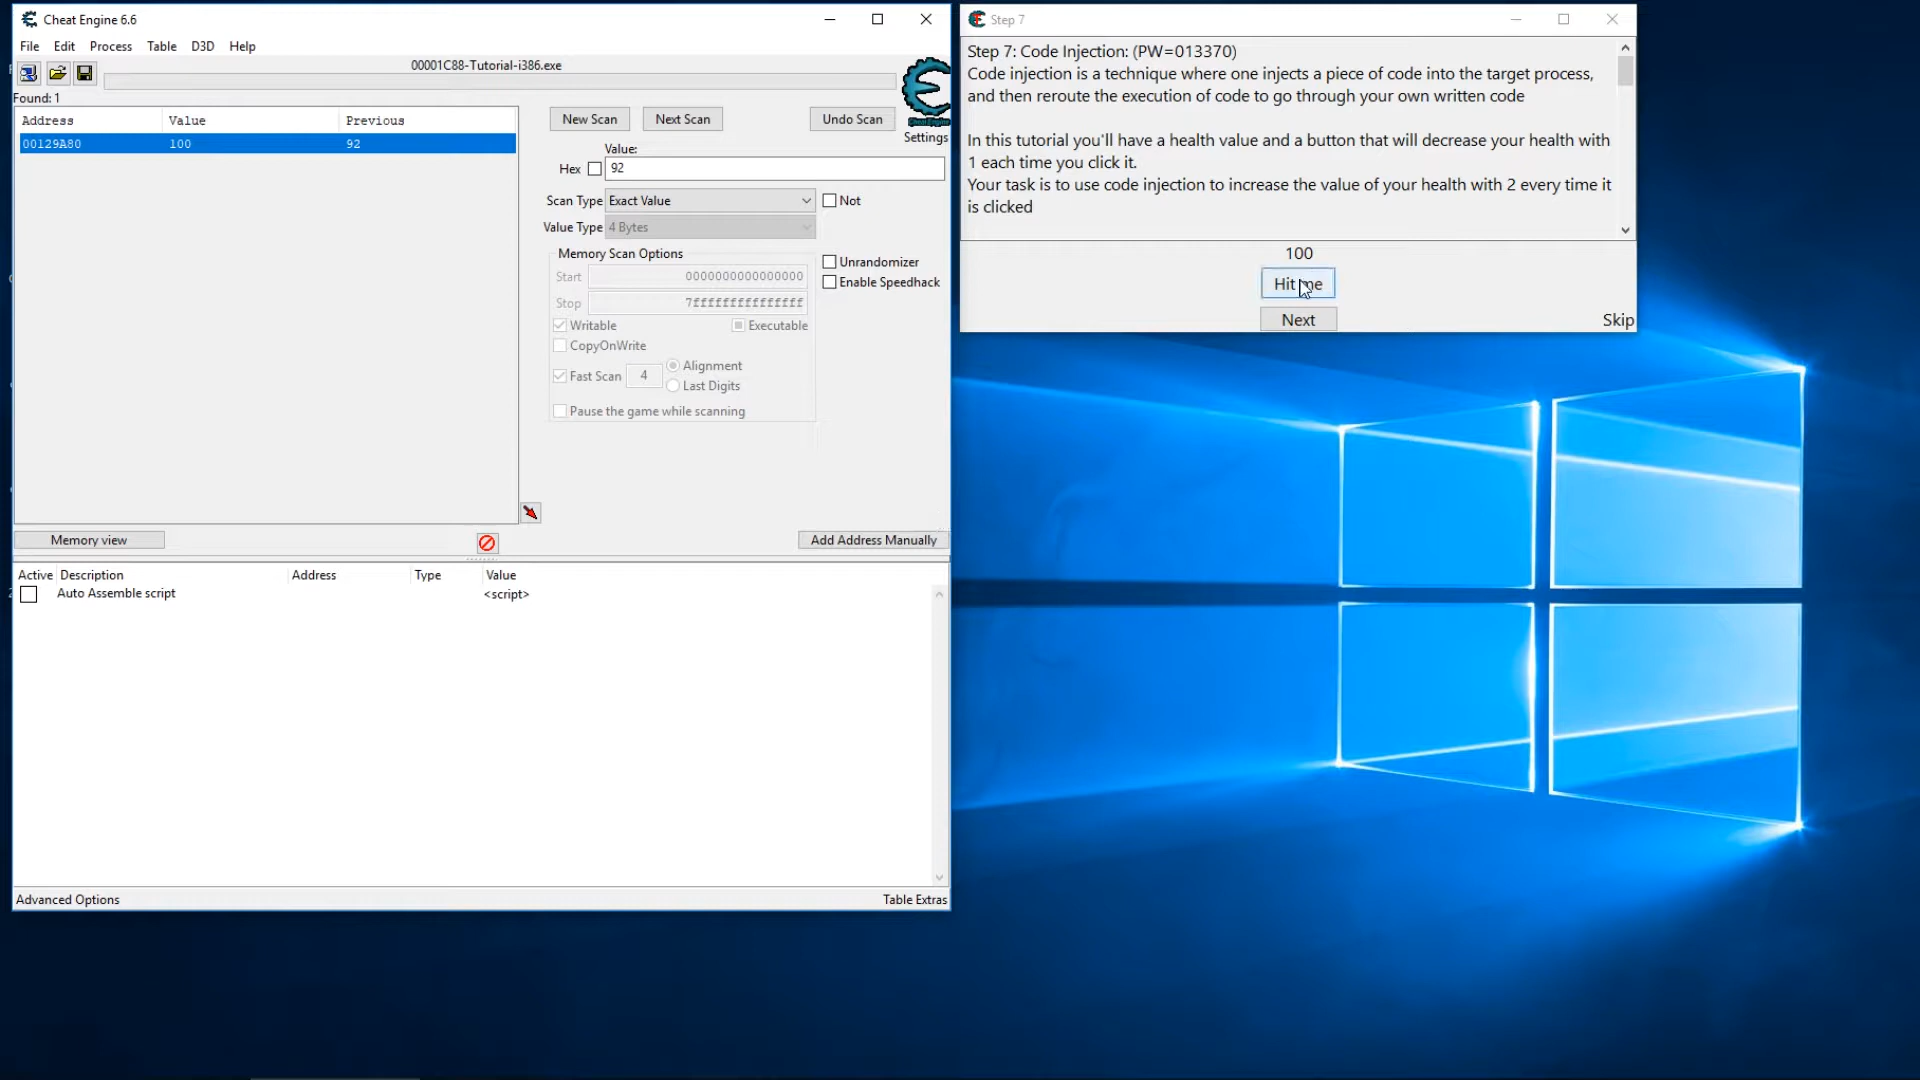 Cheat Engine 6.6
File Edit Process Table D3D Help
00001C88-Tutorial-i386.exe
Found: 1
Address Value Previous
00129A80 100 92
New Scan Next Scan Undo Scan
Settings
Value:
Hex 92
Scan Type Exact Value Not
Value Type 4 Bytes
Memory Scan Options
Start 0000000000000000
Stop 7fffffffffffffff
Unrandomizer
Enable Speedhack
Writable Executable
CopyOnWrite
Fast Scan 4 Alignment
Last Digits
Pause the game while scanning
Memory view Add Address Manually
Active Description Address Type Value
Auto Assemble script <script>
Advanced Options Table Extras
Step 7
Step 7: Code Injection: (PW=013370)
Code injection is a technique where one injects a piece of code into the target process,
and then reroute the execution of code to go through your own written code
In this tutorial you'll have a health value and a button that will decrease your health with
1 each time you click it.
Your task is to use code injection to increase the value of your health with 2 every time it
is clicked
100
Hit me
Next
Skip